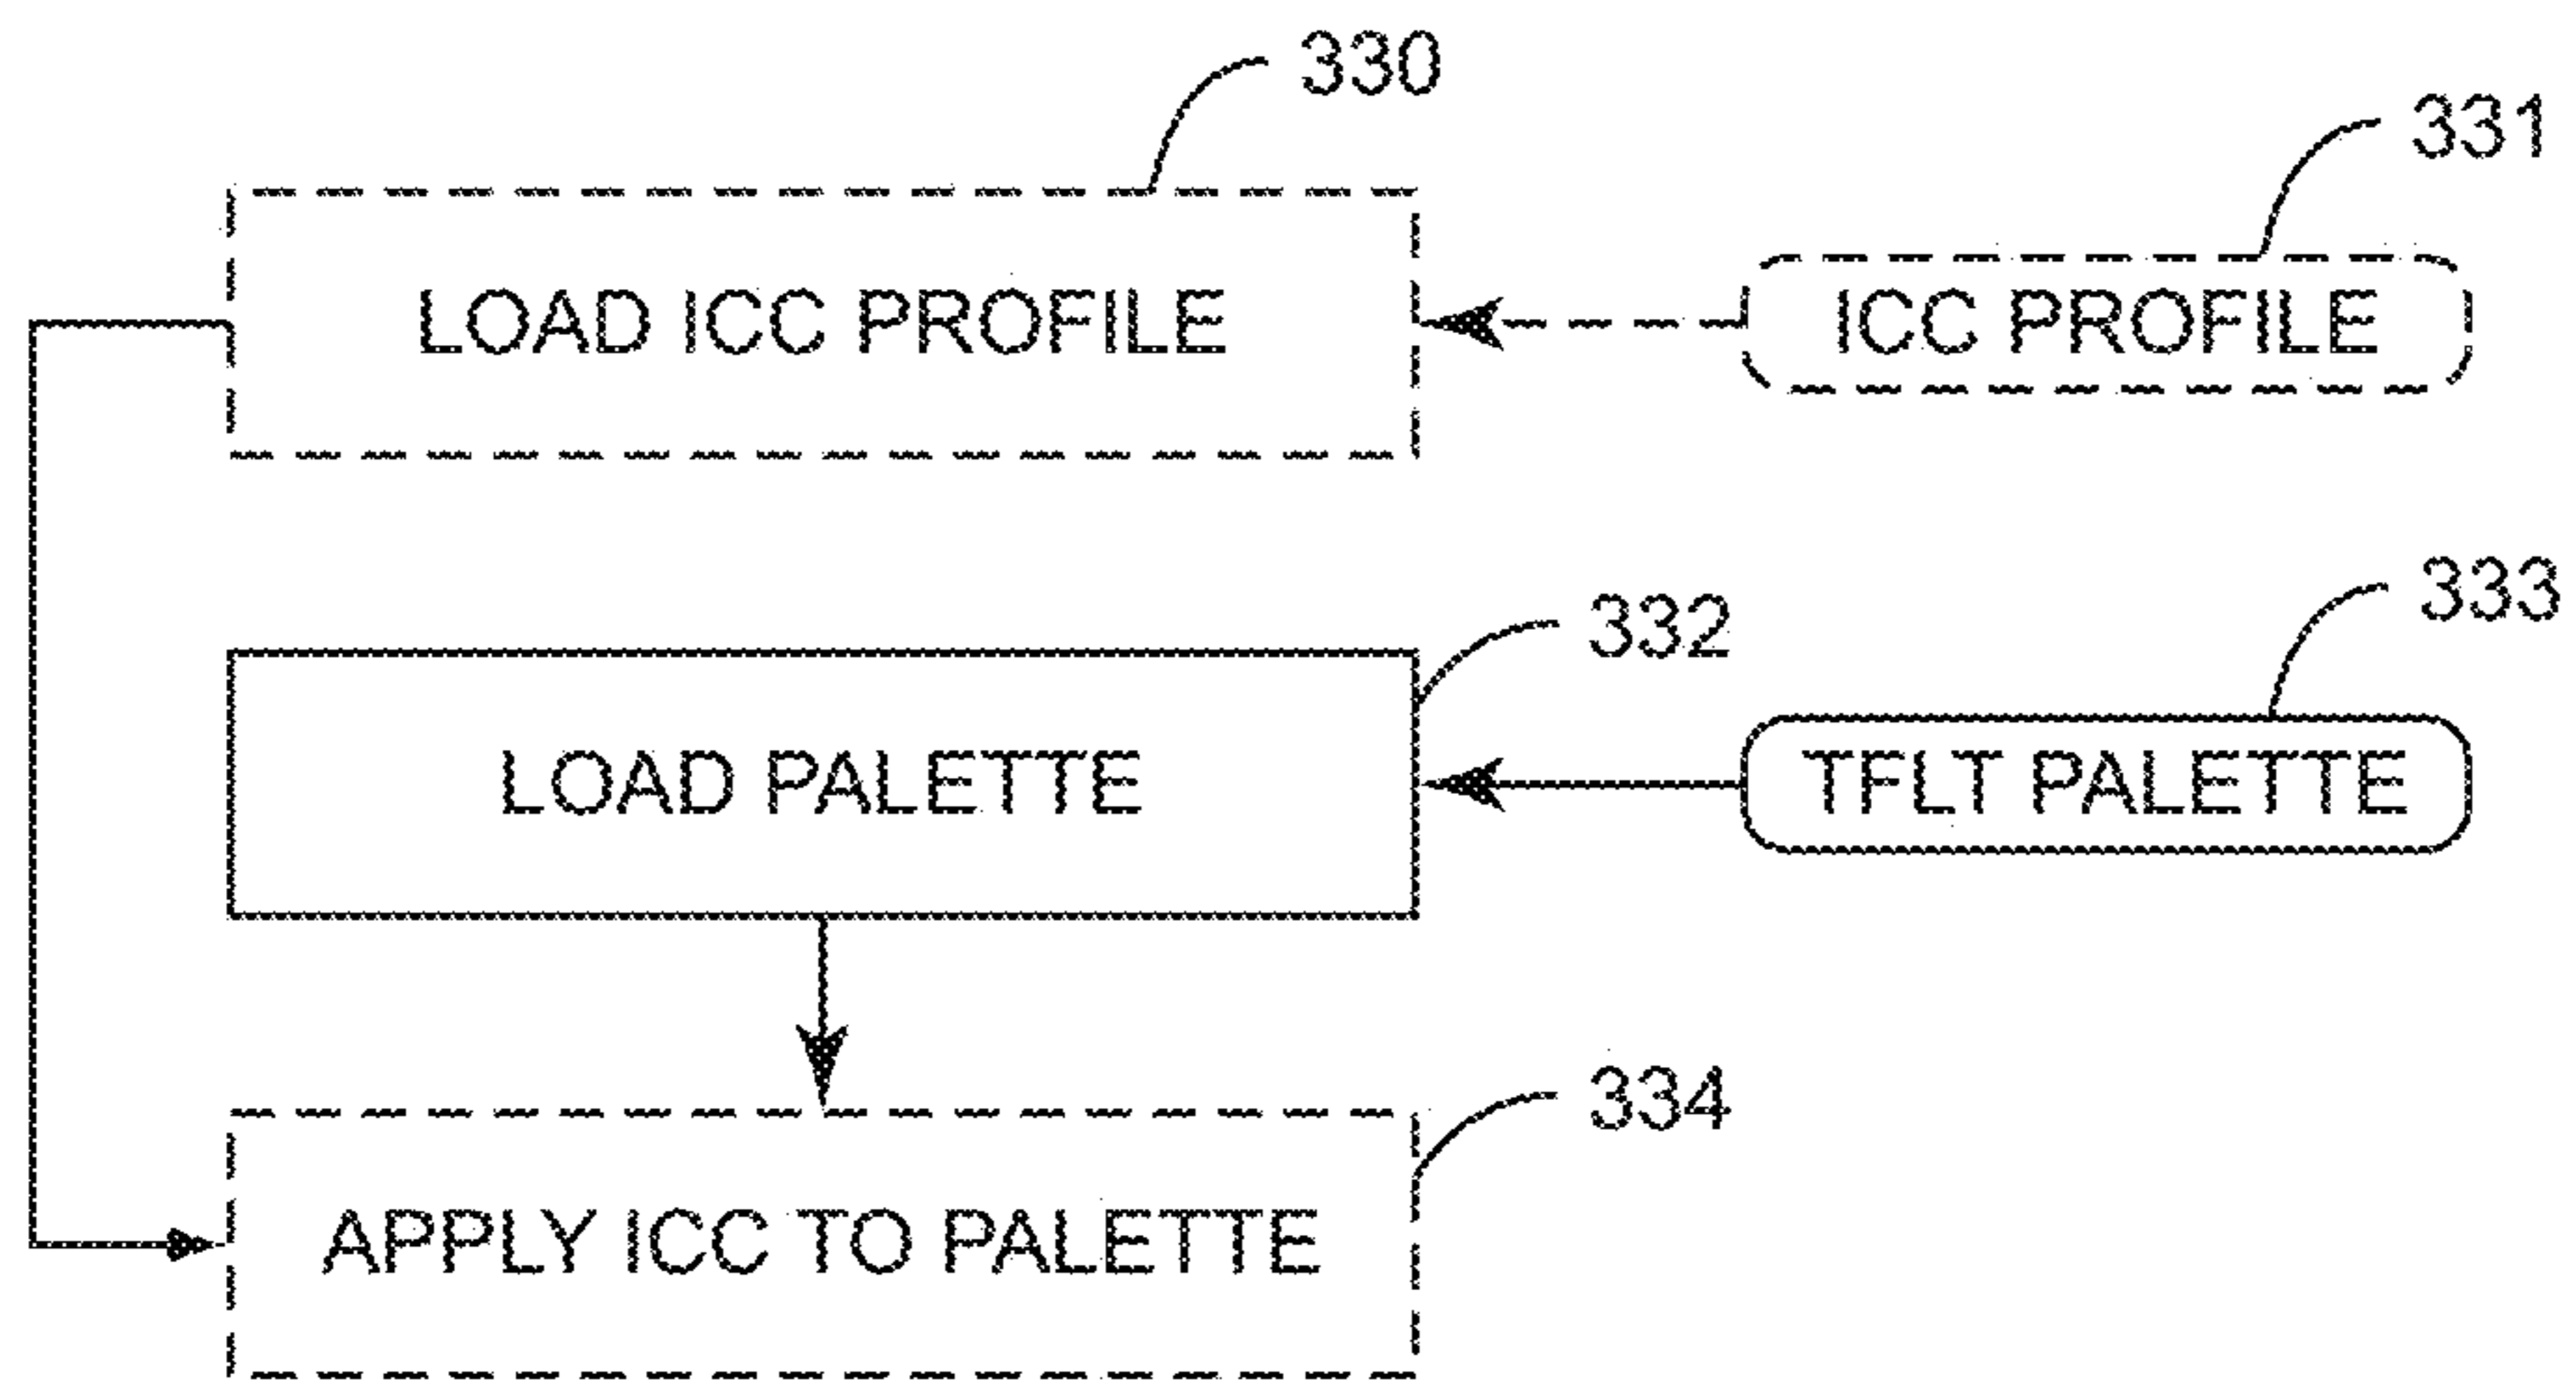 330
331
LOAD ICC PROFILE
ICC PROFILE
332
333
LOAD PALETTE
TFLT PALETTE
334
APPLY ICC TO PALETTE